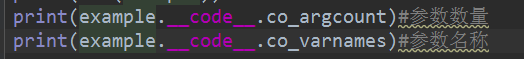 print(example.__code__.co_argcount)#参数数量
print(example.__code__.co_varnames)#参数名称